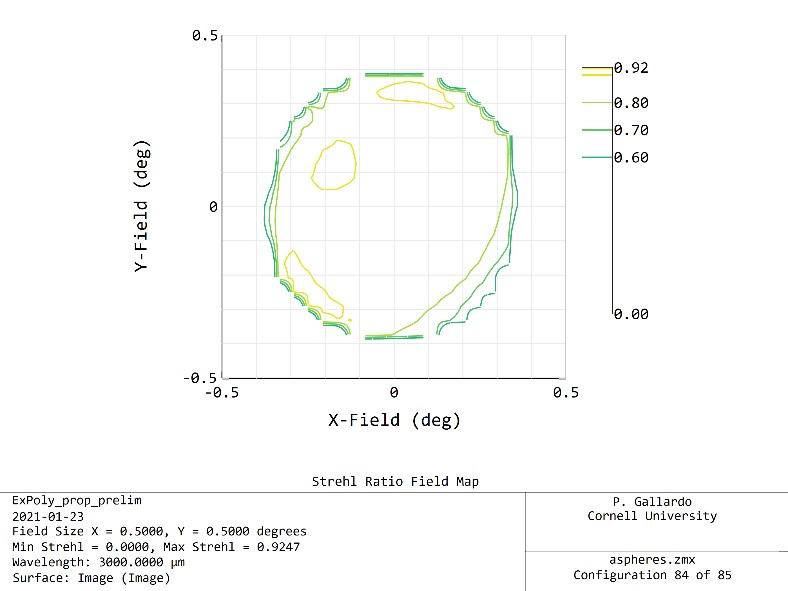 0.5
0
-0.5
Y-Field (deg)
-0.5
0
0.5
X-Field (deg)
0.92
0.80
0.70
0.60
0.00
Strehl Ratio Field Map
ExPoly_prop_prelim
2021-01-23
Field Size X = 0.5000, Y = 0.5000 degrees
Min Strehl = 0.0000, Max Strehl = 0.9247
Wavelength: 3000.0000 µm
Surface: Image (Image)
P. Gallardo
Cornell University
aspheres.zmx
Configuration 84 of 85